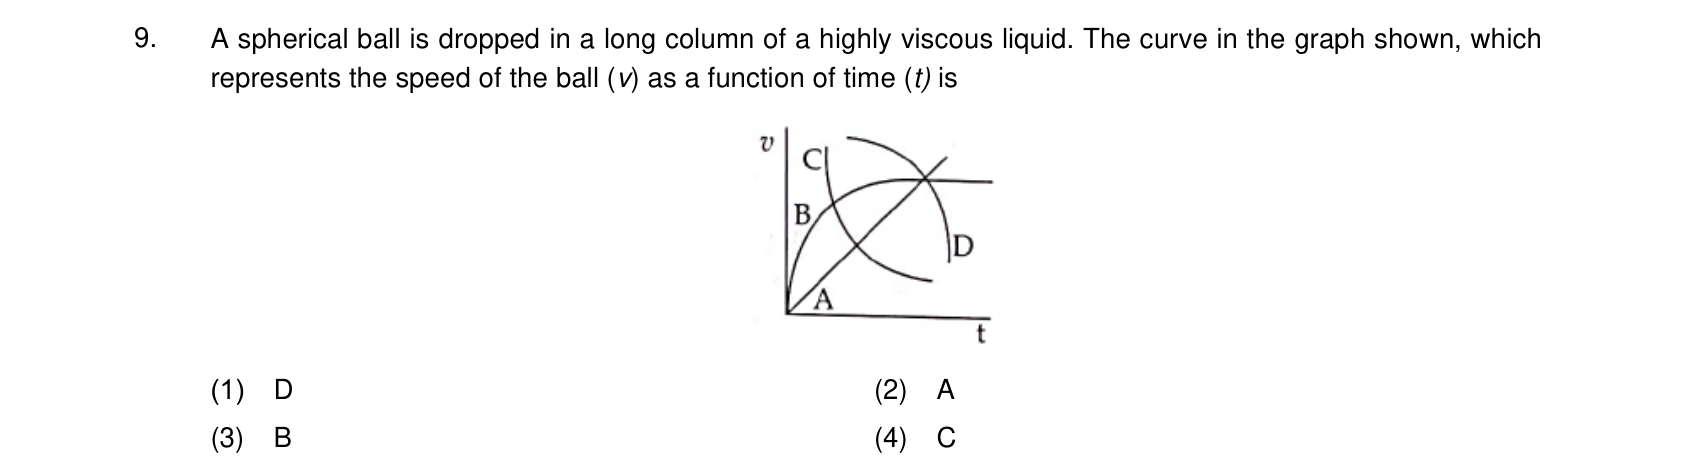 9. A spherical ball is dropped in a long column of a highly viscous liquid. The curve in the graph shown, which
represents the speed of the ball (v) as a function of time (t) is
v
C
B
D
A
t
(1) D (2) A
(3) B (4) C